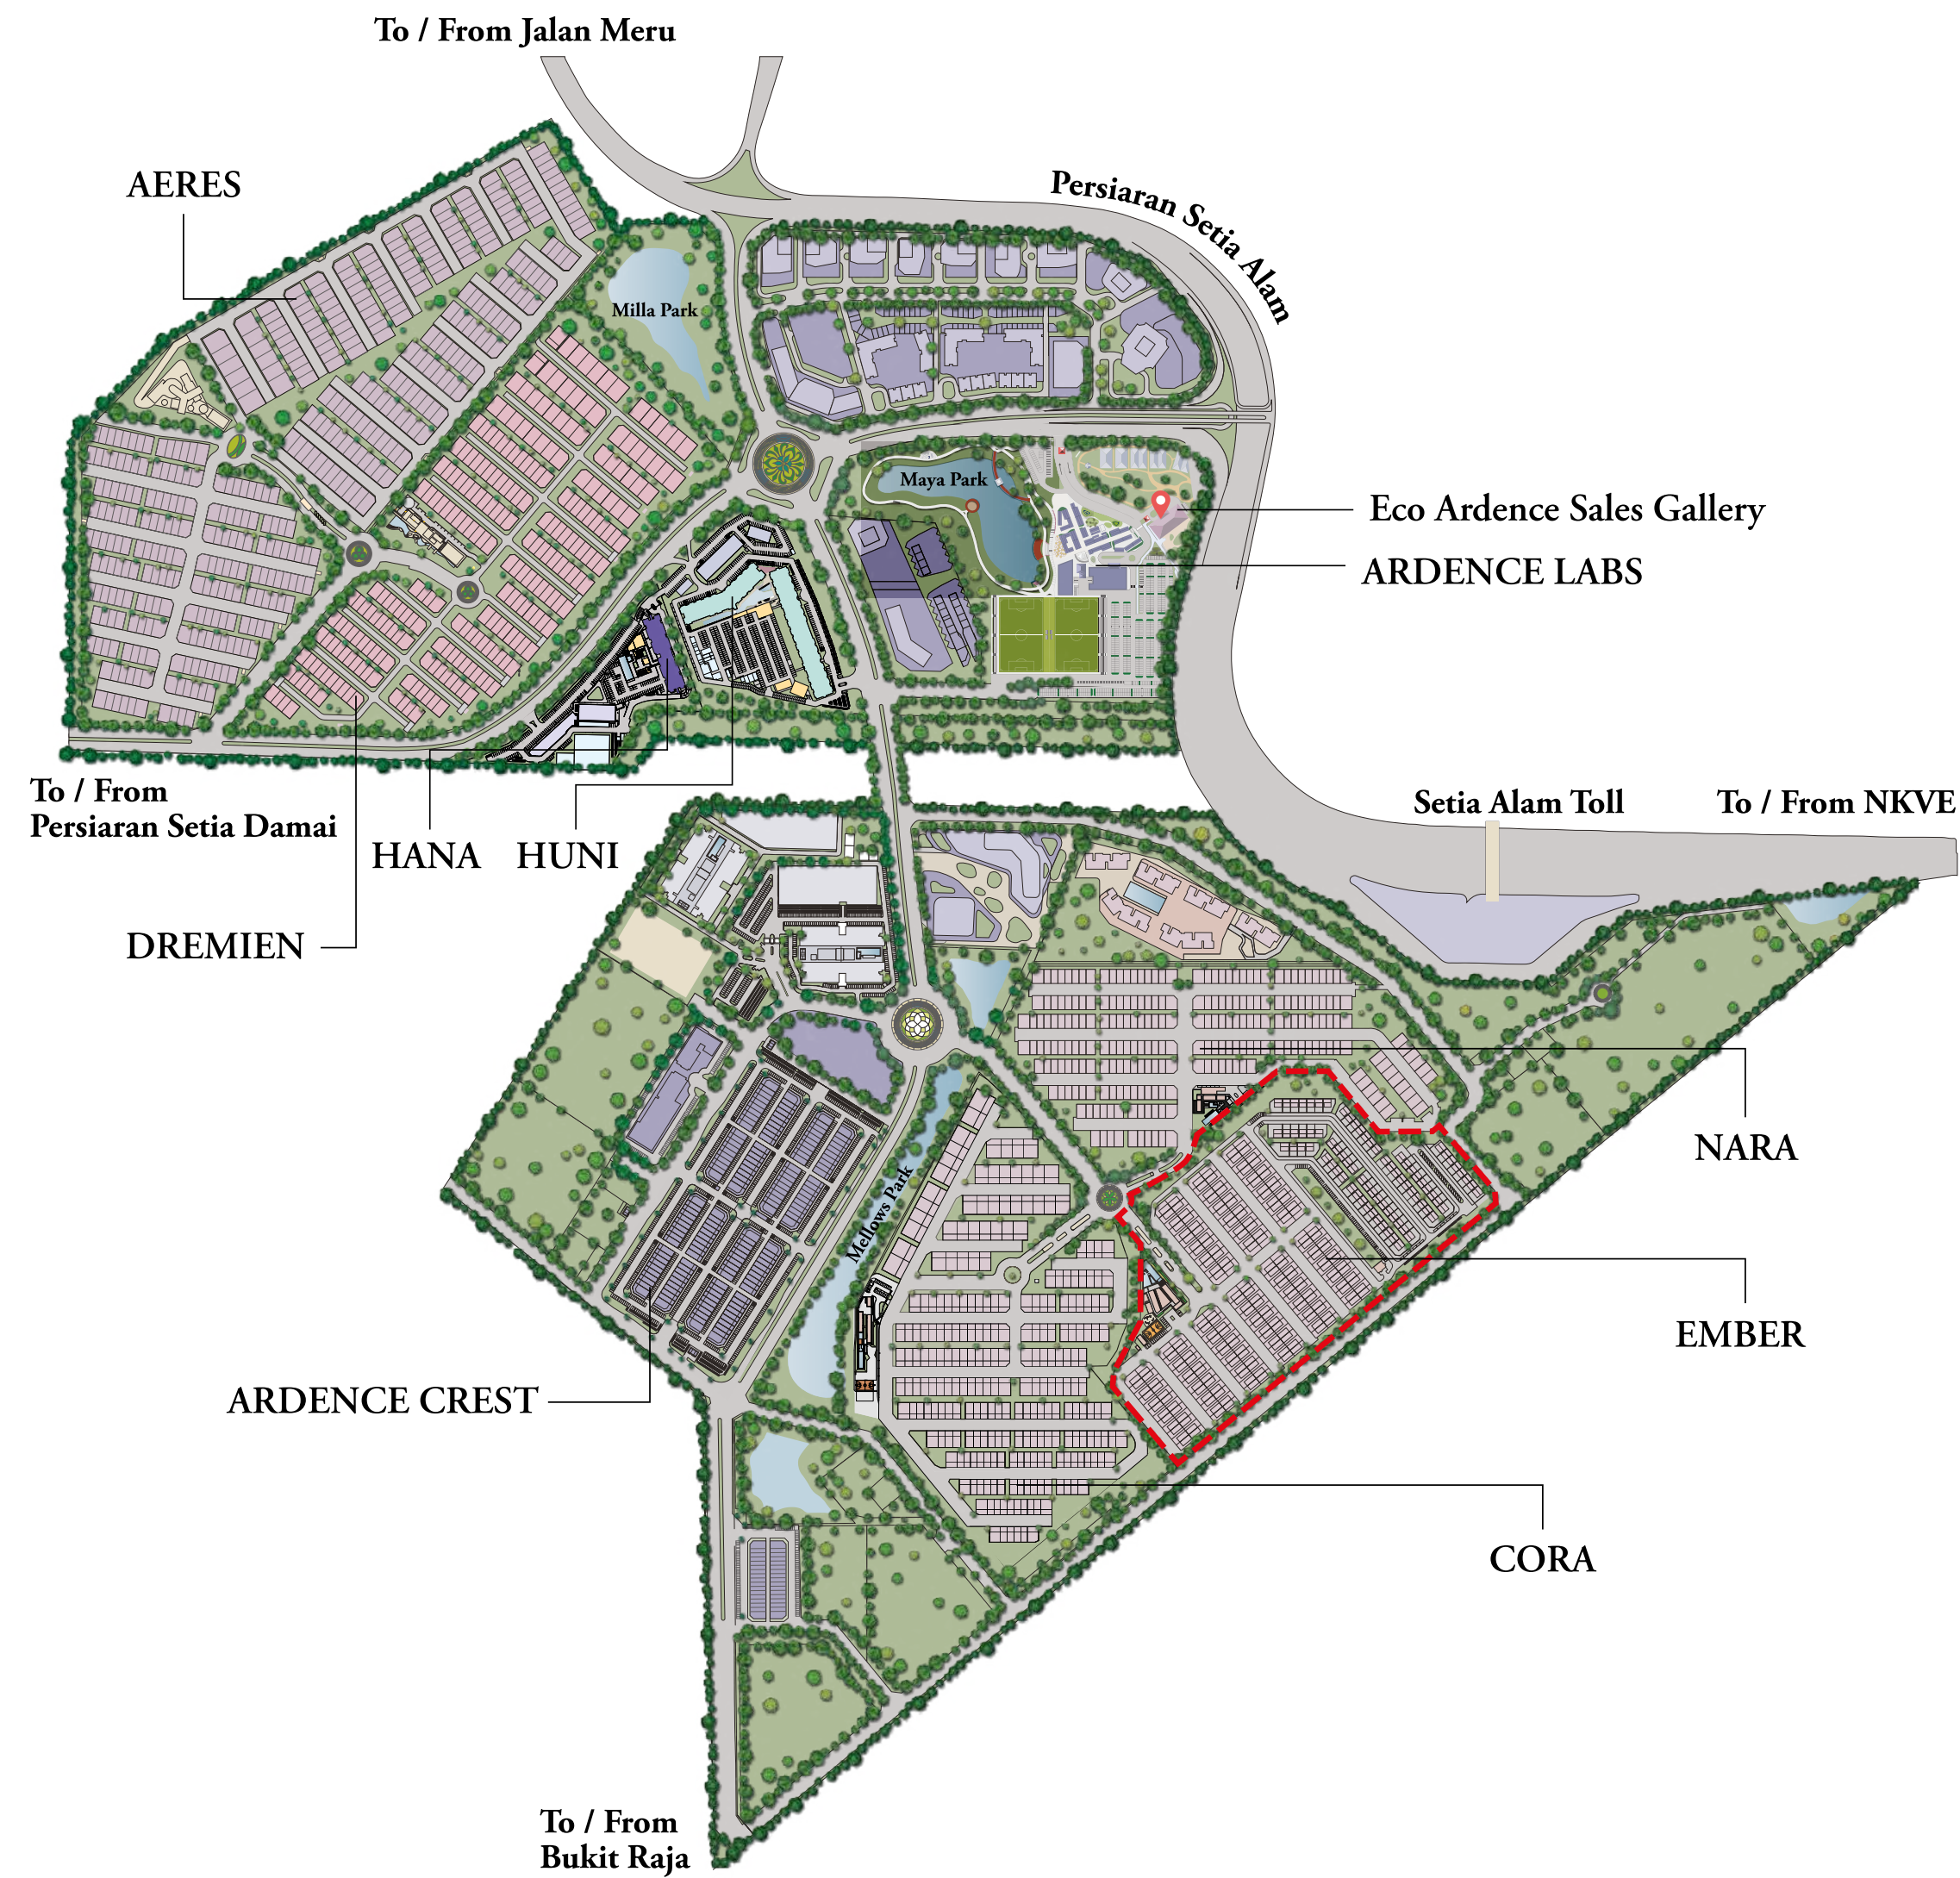 To / From Jalan Meru
AERES
Persiaran Setia Alam
Milla Park
Maya Park
Eco Ardence Sales Gallery
ARDENCE LABS
To / From
Persiaran Setia Damai
HANA
HUNI
Setia Alam Toll
To / From NKVE
DREMIEN
NARA
Mellows Park
EMBER
ARDENCE CREST
CORA
To / From
Bukit Raja